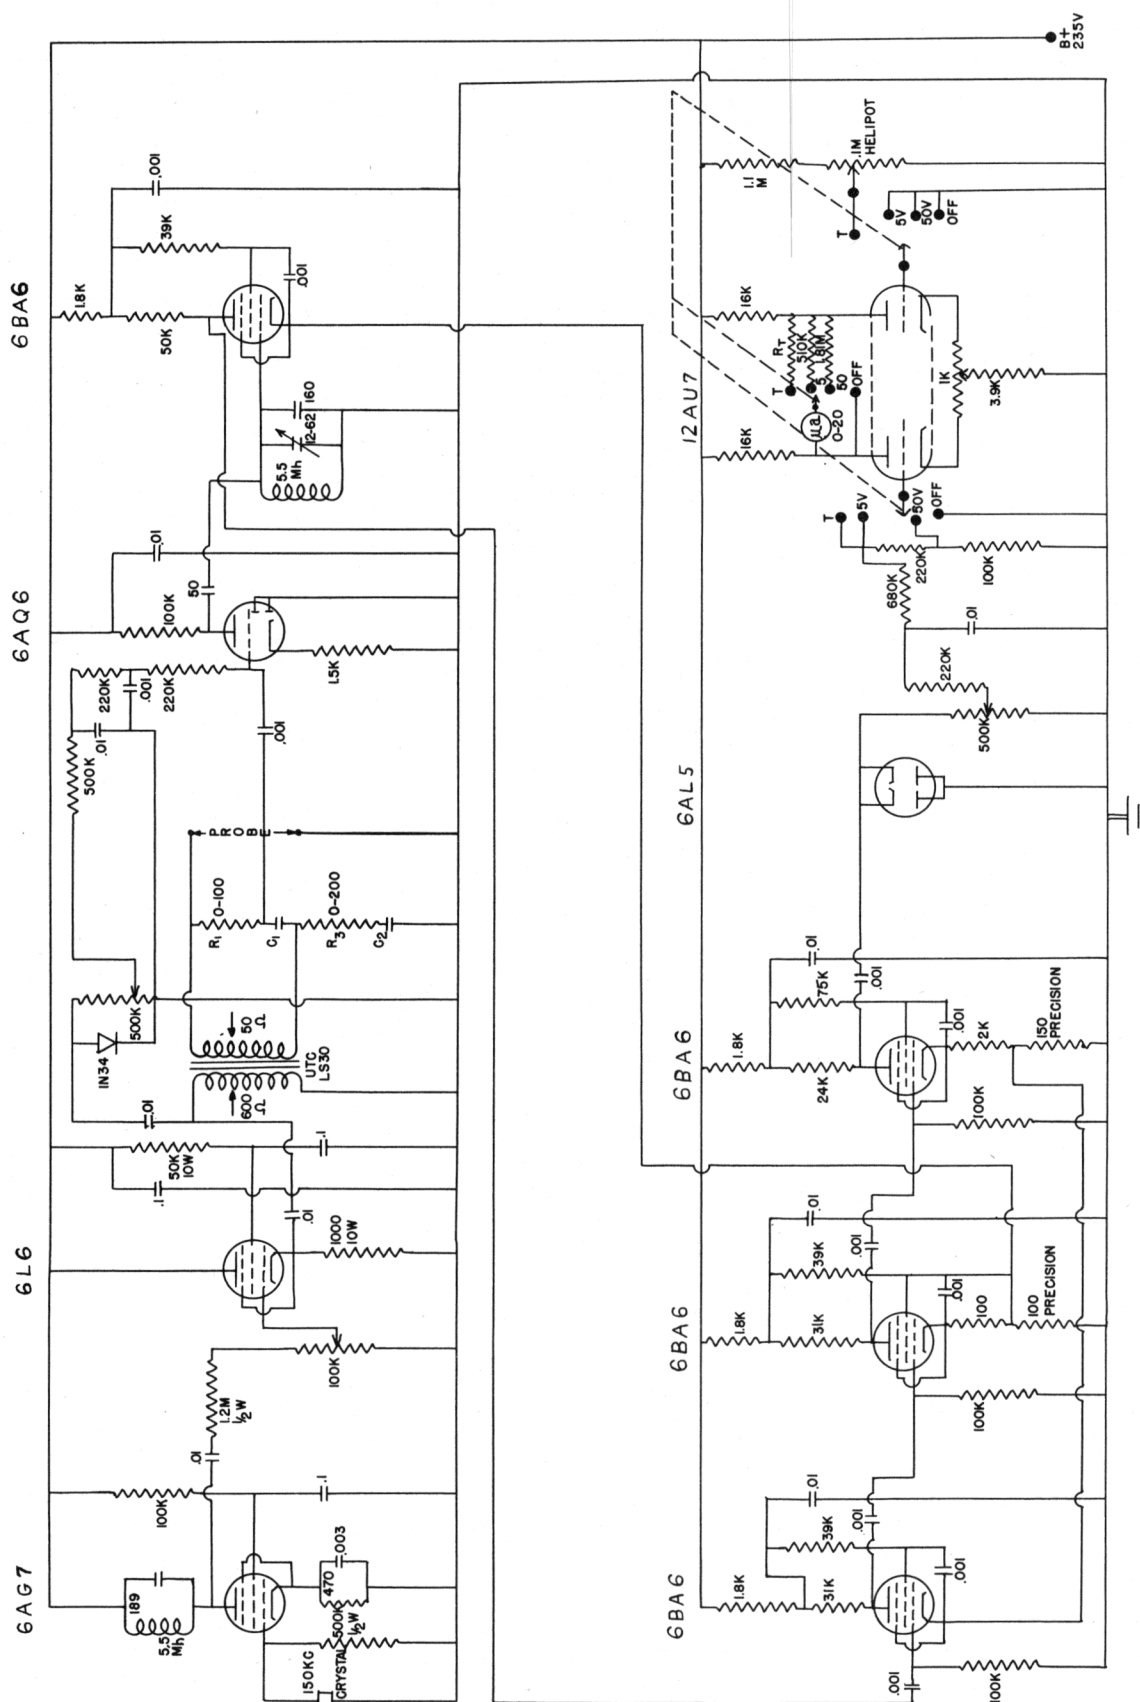 6AG7
6L6
6AQ6
6BA6
5.5
Mh
189
100K
.01
1.2M
½W
.1
150KC
CRYSTAL
500K
½W
470
.003
100K
1000
10W
.01
.1
50K
10W
.1
.01
1N34
500K
600
Ω
UTC
LS30
50
Ω
R₁
0-100
C₁
R₃
0-200
C₂
PROBE
500K
.01
220K
.001
220K
.001
100K
.01
50
1.5K
5.5
Mh
12-62
160
1.8K
50K
39K
.001
.001
B+
235V
6BA6
6BA6
6BA6
6AL5
12AU7
1.8K
31K
39K
.01
.001
.001
.001
100K
1.8K
31K
39K
.01
.001
.001
100
100
PRECISION
100K
1.8K
24K
75K
.01
.001
.001
2K
150
PRECISION
100K
500K
220K
.01
680K
220K
100K
T
5V
50V
OFF
16K
16K
μa
0-20
T
5
50
OFF
R_T
510K
1.81M
1K
3.9K
T
5V
50V
OFF
1.1
M
.1M
HELIPOT